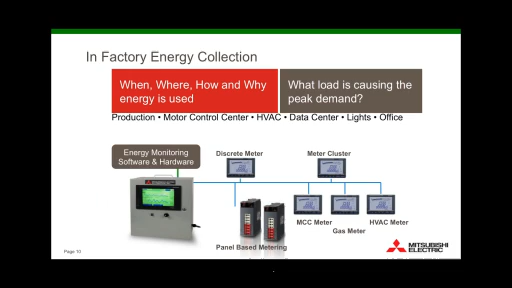 In Factory Energy Collection
When, Where, How and Why
energy is used
What load is causing the
peak demand?
Production • Motor Control Center • HVAC • Data Center • Lights • Office
Energy Monitoring
Software & Hardware
Discrete Meter
Meter Cluster
MCC Meter
HVAC Meter
Gas Meter
Panel Based Metering
Page 10
MITSUBISHI
ELECTRIC